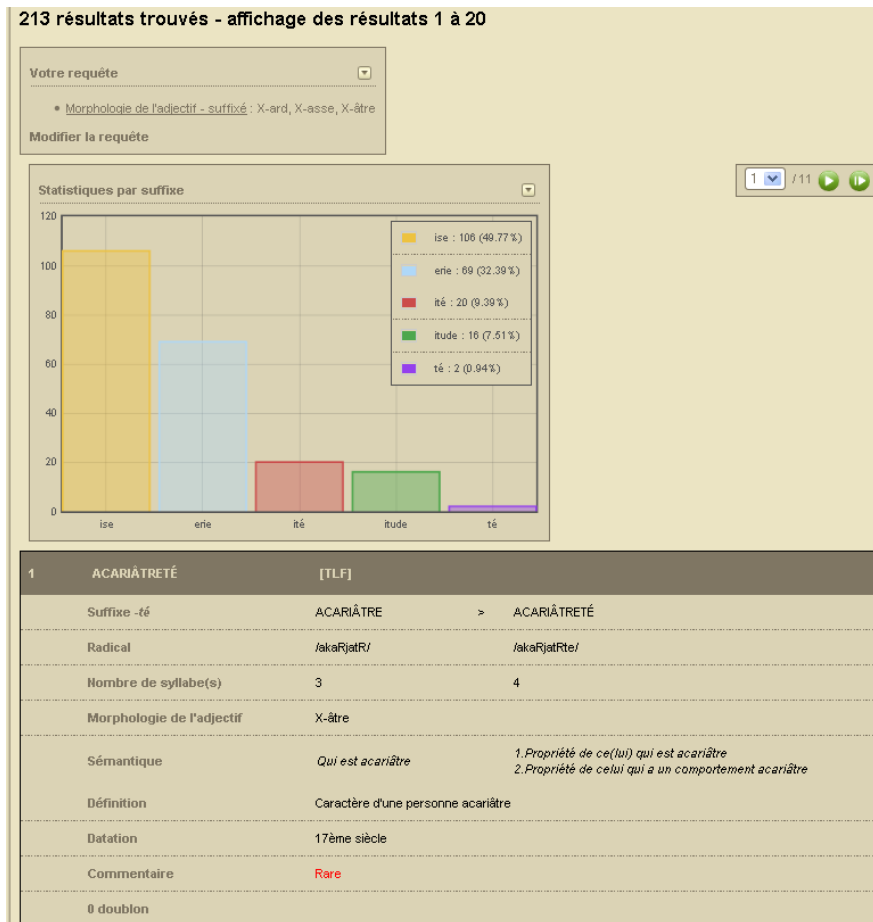 213 résultats trouvés - affichage des résultats 1 à 20
Votre requête
• Morphologie de l'adjectif - suffixé : X-ard, X-asse, X-âtre
Modifier la requête
Statistiques par suffixe
1 /11
120
100
80
60
40
20
0
ise : 106 (49.77%)
erie : 69 (32.39%)
ité : 20 (9.39%)
itude : 16 (7.51%)
té : 2 (0.94%)
ise erie ité itude té
1 ACARIÂTRETÉ [TLF]
Suffixe -té ACARIÂTRE > ACARIÂTRETÉ
Radical /akaRjatR/ /akaRjatRte/
Nombre de syllabe(s) 3 4
Morphologie de l'adjectif X-âtre
Sémantique Qui est acariâtre 1.Propriété de ce(lui) qui est acariâtre
2.Propriété de celui qui a un comportement acariâtre
Définition Caractère d'une personne acariâtre
Datation 17ème siècle
Commentaire Rare
0 doublon